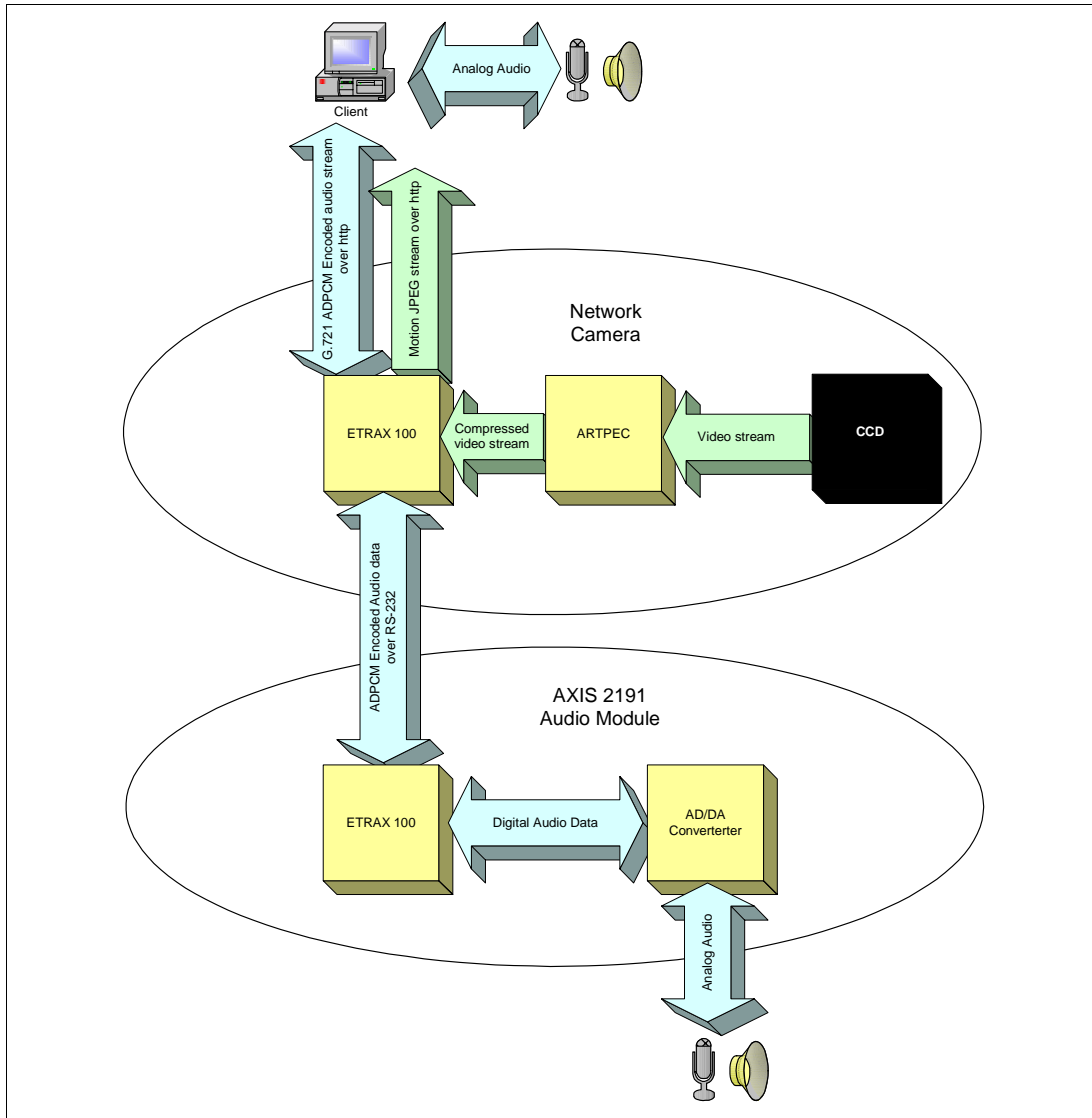 Analog Audio
Client
G.721 ADPCM Encoded audio stream
over http
Motion JPEG stream over http
Network
Camera
ETRAX 100
Compressed
video stream
ARTPEC
Video stream
CCD
ADPCM Encoded Audio data
over RS-232
AXIS 2191
Audio Module
ETRAX 100
Digital Audio Data
AD/DA
Converterter
Analog Audio